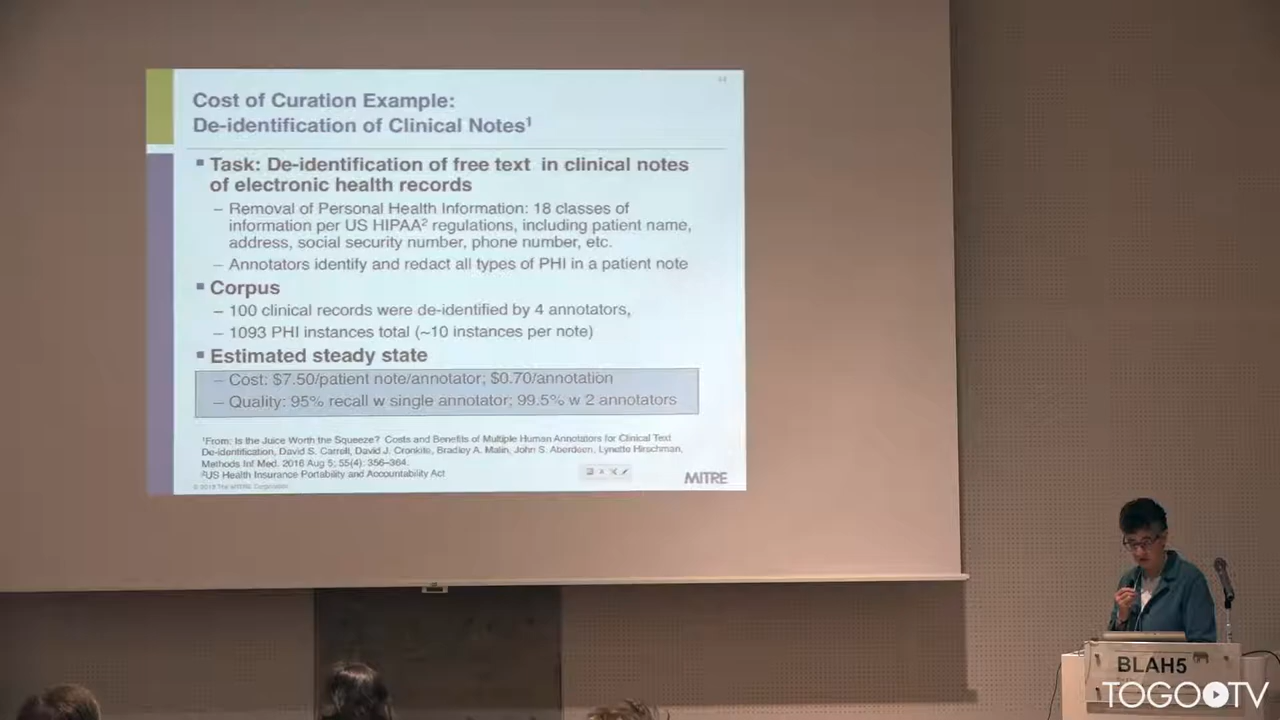 44
Cost of Curation Example:
De-identification of Clinical Notes1
▪ Task: De-identification of free text in clinical notes
of electronic health records
– Removal of Personal Health Information: 18 classes of
information per US HIPAA2 regulations, including patient name,
address, social security number, phone number, etc.
– Annotators identify and redact all types of PHI in a patient note
▪ Corpus
– 100 clinical records were de-identified by 4 annotators,
– 1093 PHI instances total (~10 instances per note)
▪ Estimated steady state
– Cost: $7.50/patient note/annotator; $0.70/annotation
– Quality: 95% recall w single annotator; 99.5% w 2 annotators
1From: Is the Juice Worth the Squeeze? Costs and Benefits of Multiple Human Annotators for Clinical Text
De-identification, David S. Carrell, David J. Cronkite, Bradley A. Malin, John S. Aberdeen, Lynette Hirschman,
Methods Inf Med. 2016 Aug 5; 55(4): 356–364.
2US Health Insurance Portability and Accountability Act
MITRE
BLAH5
TOGOTV